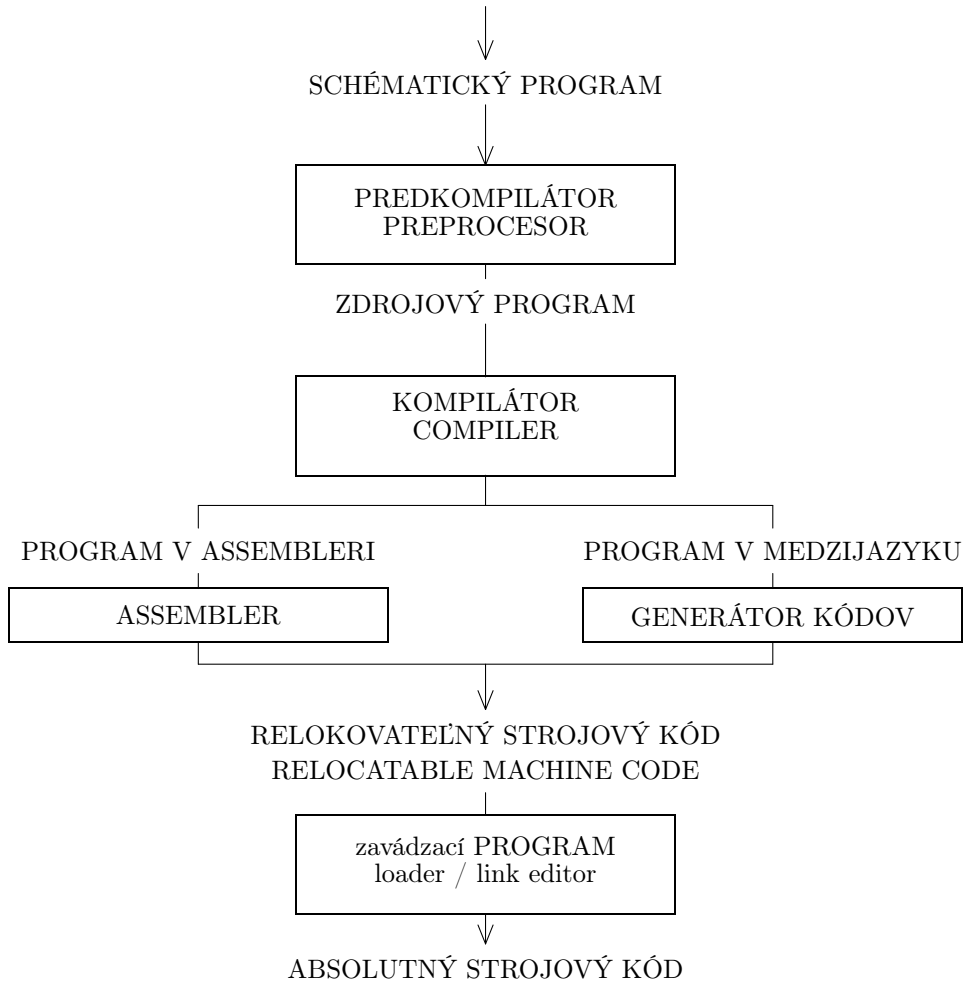 SCHÉMATICKÝ PROGRAM
PREDKOMPILÁTOR
PREPROCESOR
ZDROJOVÝ PROGRAM
KOMPILÁTOR
COMPILER
PROGRAM V ASSEMBLERI
PROGRAM V MEDZIJAZYKU
ASSEMBLER
GENERÁTOR KÓDOV
RELOKOVATEĽNÝ STROJOVÝ KÓD
RELOCATABLE MACHINE CODE
zavádzací PROGRAM
loader / link editor
ABSOLUTNÝ STROJOVÝ KÓD